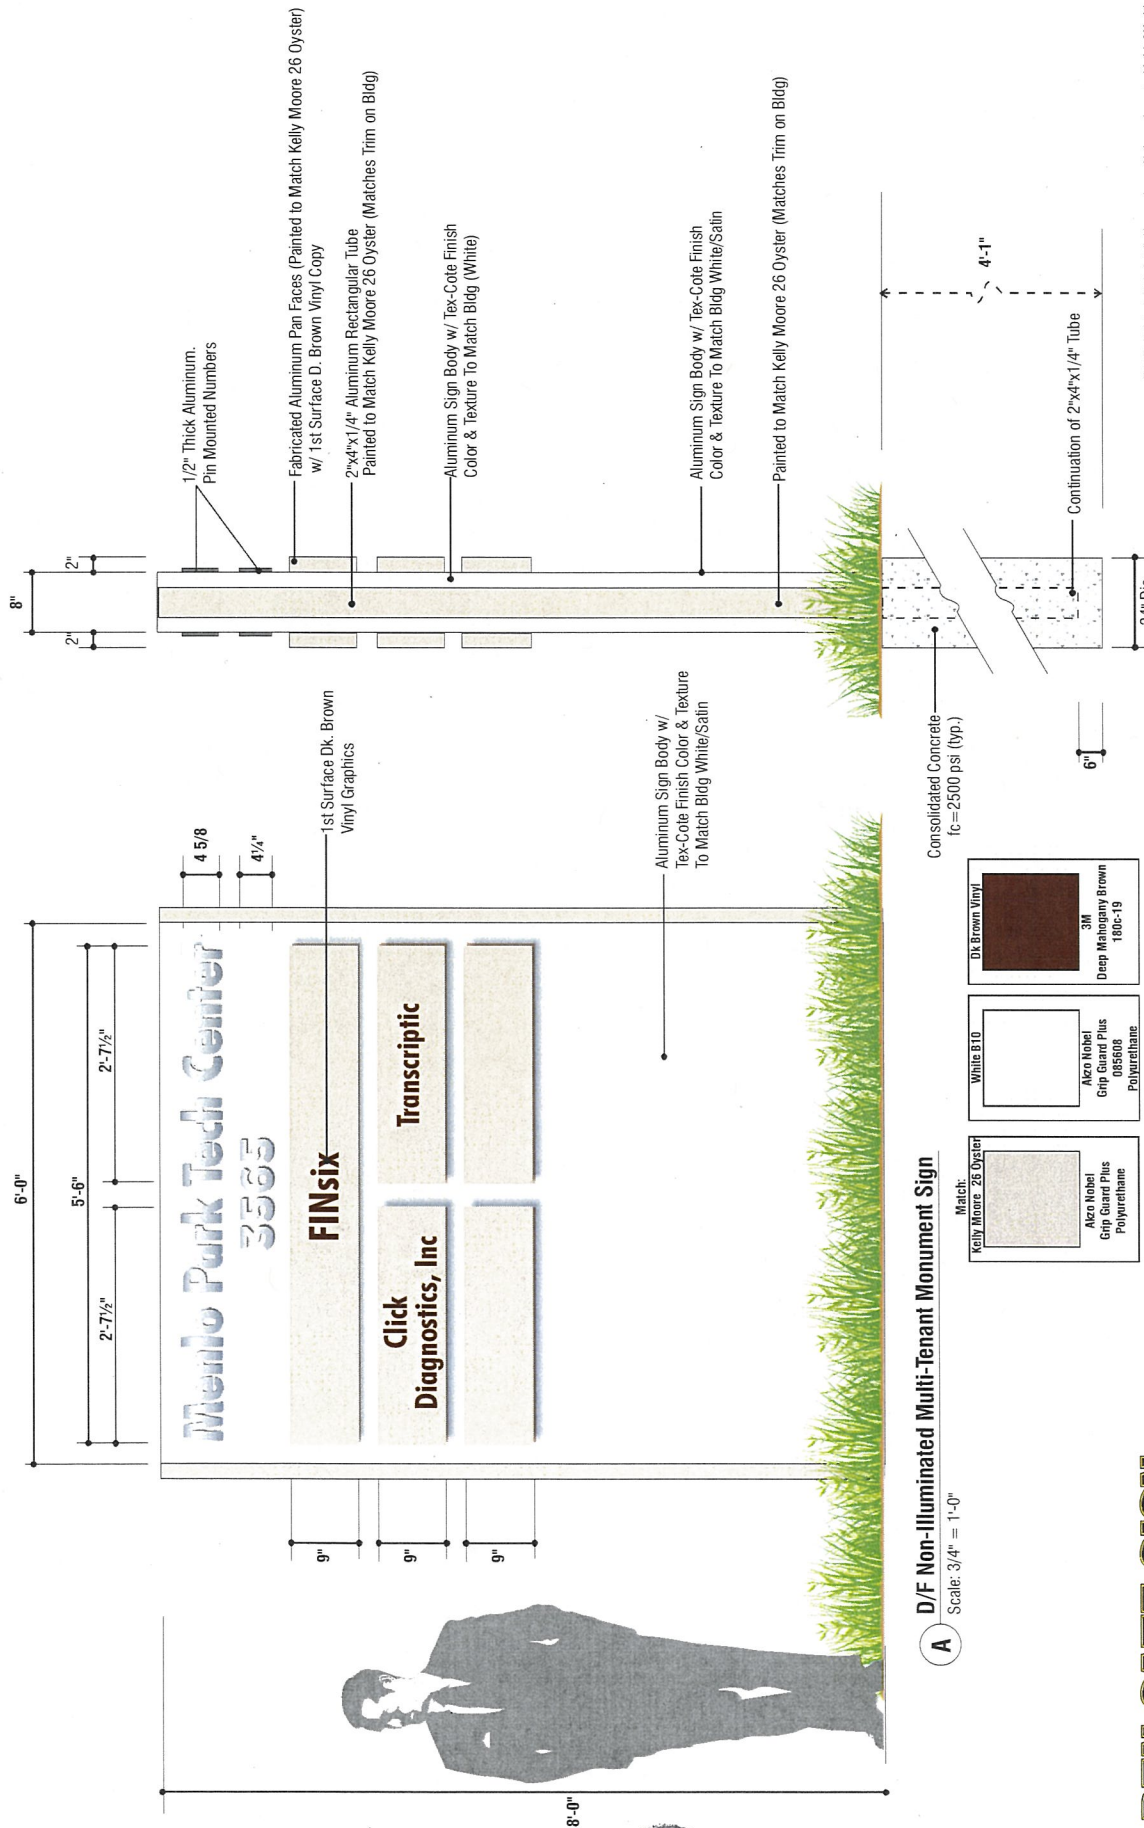 6'-0"
5'-6"
2'-7½"
2'-7½"
4 5/8
4¼"
Menlo Park Tech Center
3565
FINsix
Click
Diagnostics, Inc
Transcriptic
9"
9"
9"
8'-0"
1st Surface Dk. Brown
Vinyl Graphics
Aluminum Sign Body w/
Tex-Cote Finish Color & Texture
To Match Bldg White/Satin
8"
2"
2"
1/2" Thick Aluminum.
Pin Mounted Numbers
Fabricated Aluminum Pan Faces (Painted to Match Kelly Moore 26 Oyster)
w/ 1st Surface D. Brown Vinyl Copy
2"x4"x1/4" Aluminum Rectangular Tube
Painted to Match Kelly Moore 26 Oyster (Matches Trim on Bldg)
Aluminum Sign Body w/ Tex-Cote Finish
Color & Texture To Match Bldg (White)
Aluminum Sign Body w/ Tex-Cote Finish
Color & Texture To Match Bldg White/Satin
Painted to Match Kelly Moore 26 Oyster (Matches Trim on Bldg)
4'-1"
Continuation of 2"x4"x1/4" Tube
Consolidated Concrete
fc=2500 psi (typ.)
6"
A
D/F Non-Illuminated Multi-Tenant Monument Sign
Scale: 3/4" = 1'-0"
Match:
Kelly Moore 26 Oyster
Akzo Nobel
Grip Guard Plus
Polyurethane
White B10
Akzo Nobel
Grip Guard Plus
085608
Polyurethane
Dk Brown Vinyl
3M
Deep Mahogany Brown
180c-19